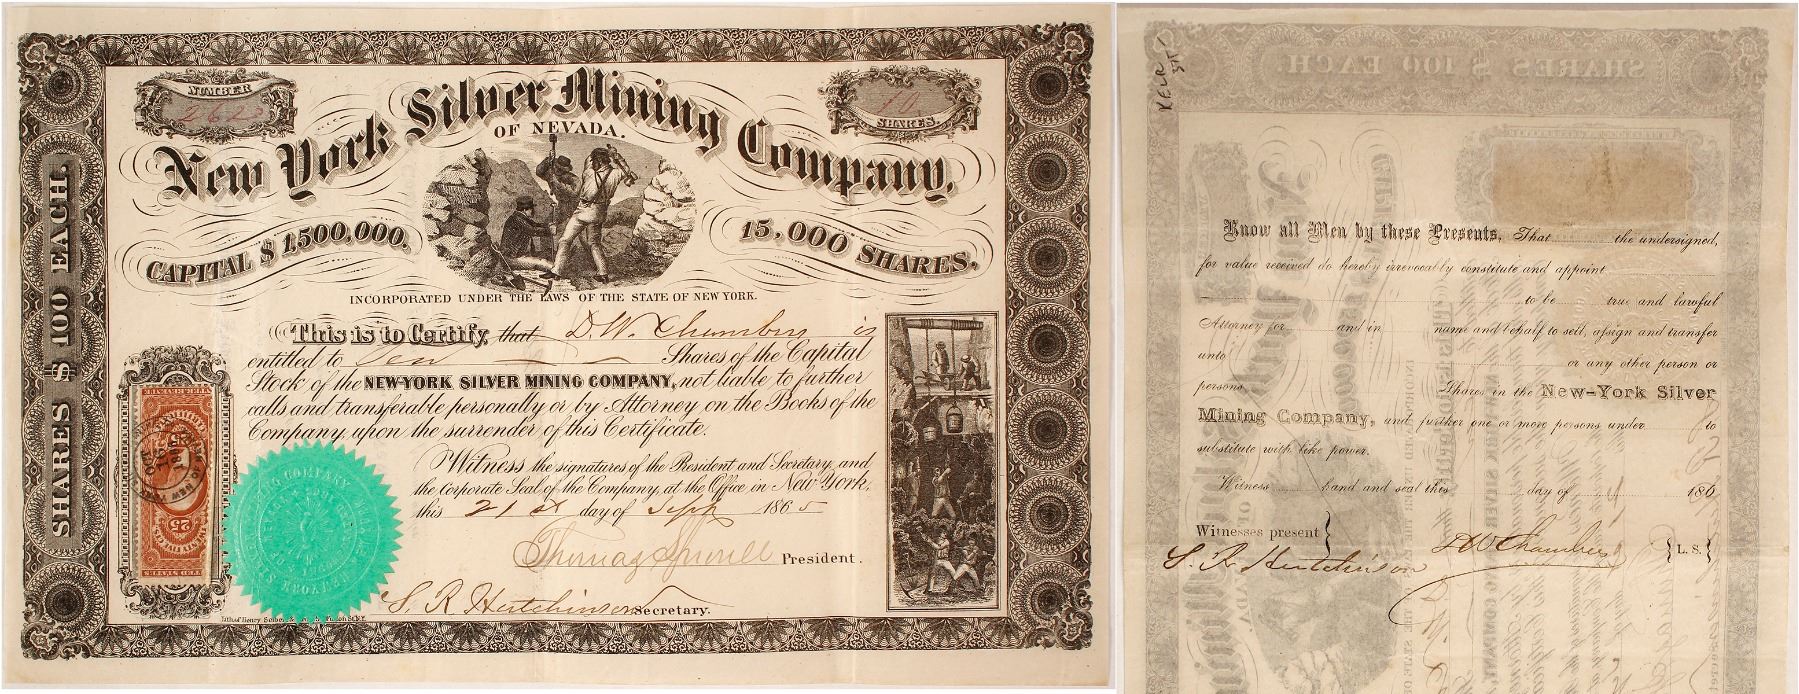 NUMBER
262
10
SHARES.
New York Silver Mining Company,
OF NEVADA.
CAPITAL $1,500,000.
15,000 SHARES.
INCORPORATED UNDER THE LAWS OF THE STATE OF NEW YORK.
SHARES $100 EACH.
This is to Certify, that D. W. Chambers is
entitled to Ten Shares of the Capital
Stock of the NEW-YORK SILVER MINING COMPANY, not liable to further
calls and transferable personally or by Attorney on the Books of the
Company, upon the surrender of this Certificate.
Witness the signatures of the President and Secretary, and
the Corporate Seal of the Company, at the Office in New York,
this 21st day of Sept 1865
Thomas President.
S. R. Hutchinson Secretary.
25
25
Know all Men by these Presents, That the undersigned,
for value received do hereby irrevocably constitute and appoint
to be true and lawful
Attorney for and in name and behalf to sell, assign and transfer
unto or any other person or
persons Shares in the New-York Silver
Mining Company, and further one or more persons under to
substitute with like power.
Witness hand and seal this day of 186
Witnesses present
S. R. Hutchinson
D W Chambers
L. S.